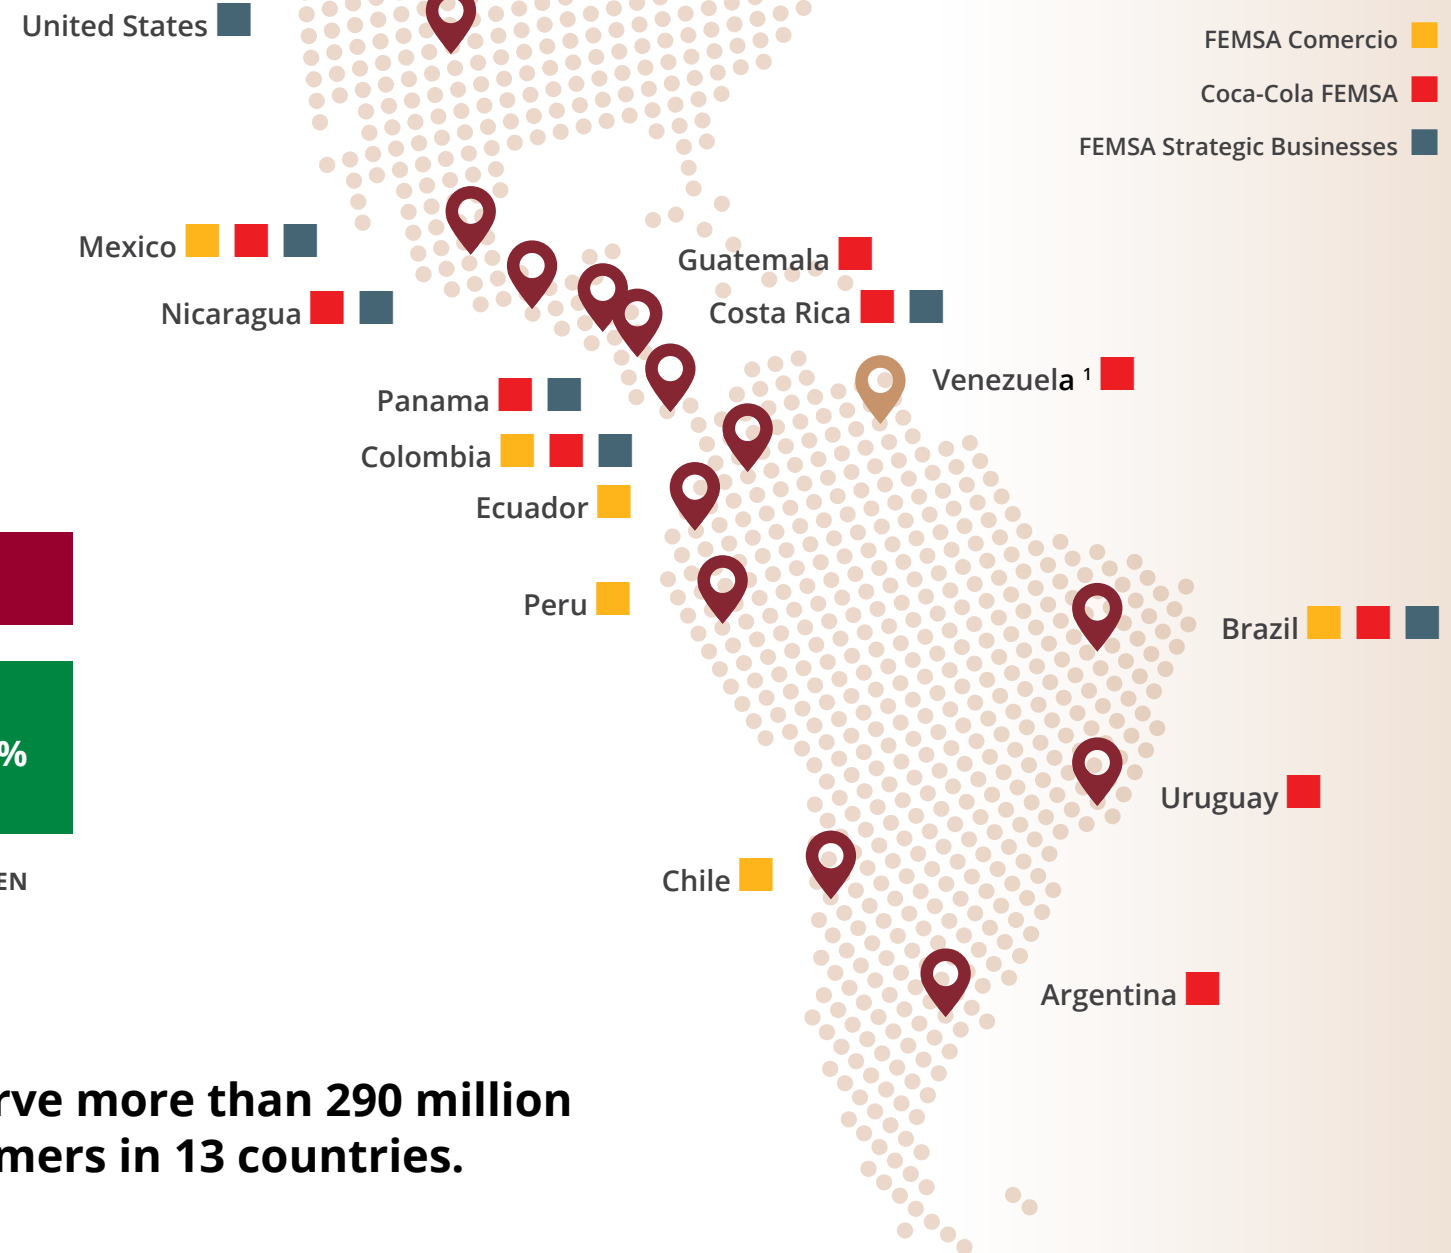 United States
FEMSA Comercio
Coca-Cola FEMSA
FEMSA Strategic Businesses
Mexico
Guatemala
Nicaragua
Costa Rica
Venezuela ¹
Panama
Colombia
Ecuador
Peru
Brazil
%
Uruguay
Chile
EN
Argentina
rve more than 290 million
mers in 13 countries.